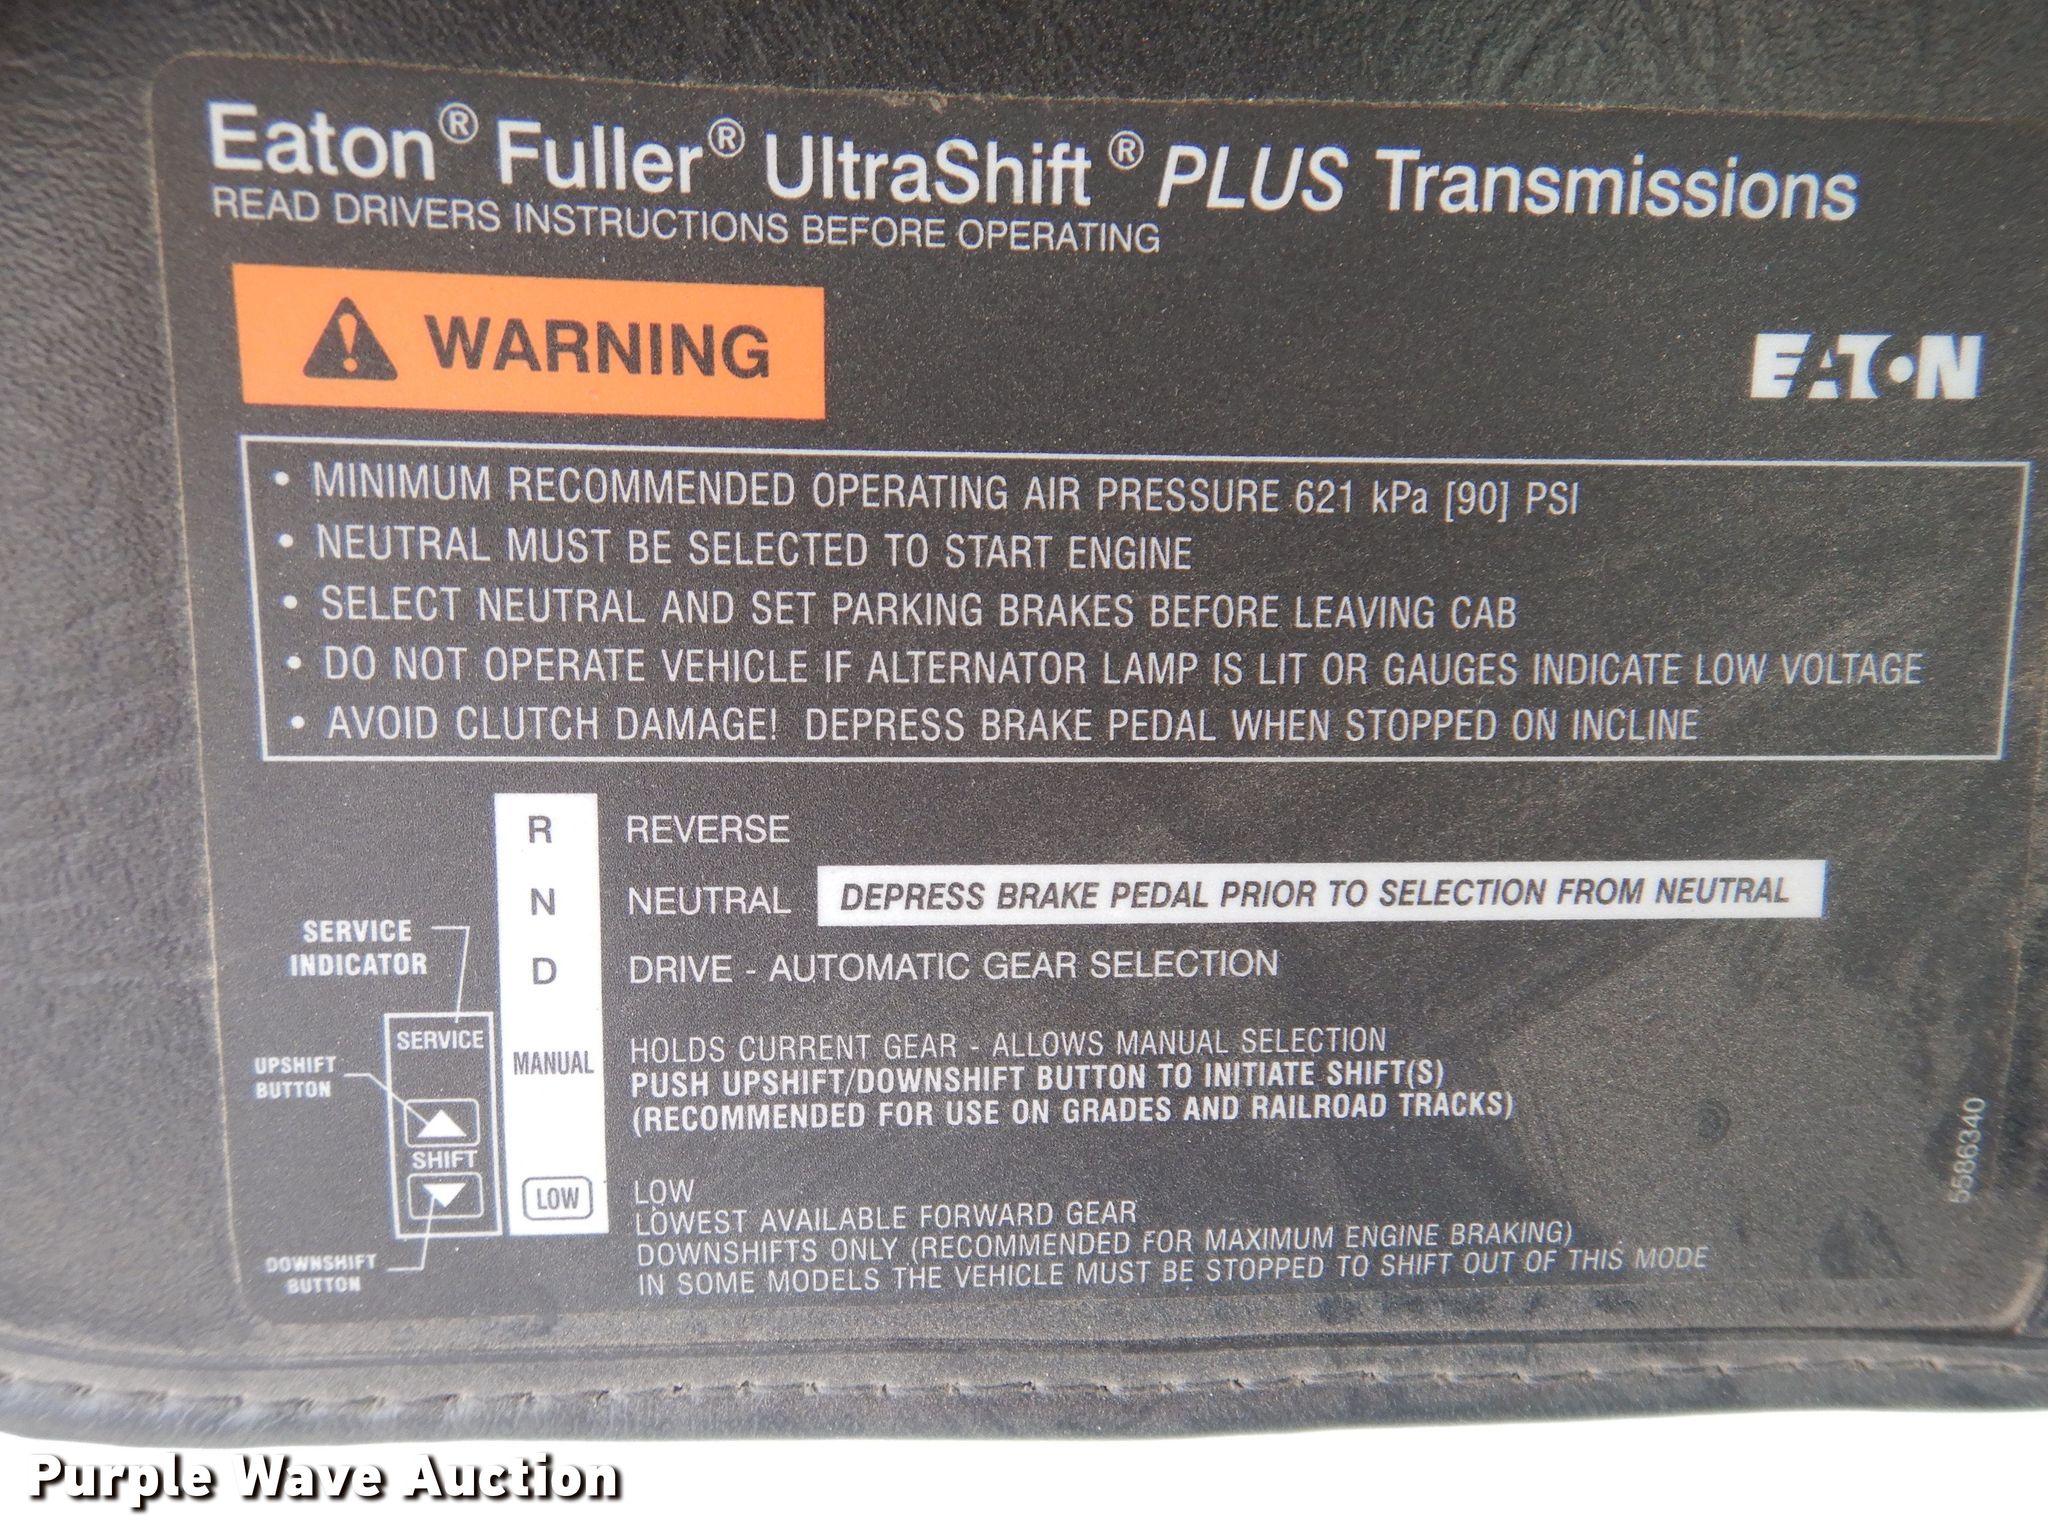 Eaton® Fuller® UltraShift® PLUS Transmissions
READ DRIVERS INSTRUCTIONS BEFORE OPERATING
WARNING
EATON
• MINIMUM RECOMMENDED OPERATING AIR PRESSURE 621 kPa [90] PSI
• NEUTRAL MUST BE SELECTED TO START ENGINE
• SELECT NEUTRAL AND SET PARKING BRAKES BEFORE LEAVING CAB
• DO NOT OPERATE VEHICLE IF ALTERNATOR LAMP IS LIT OR GAUGES INDICATE LOW VOLTAGE
• AVOID CLUTCH DAMAGE! DEPRESS BRAKE PEDAL WHEN STOPPED ON INCLINE
R REVERSE
N NEUTRAL DEPRESS BRAKE PEDAL PRIOR TO SELECTION FROM NEUTRAL
D DRIVE - AUTOMATIC GEAR SELECTION
SERVICE
INDICATOR
SERVICE
UPSHIFT
BUTTON
SHIFT
DOWNSHIFT
BUTTON
MANUAL
HOLDS CURRENT GEAR - ALLOWS MANUAL SELECTION
PUSH UPSHIFT/DOWNSHIFT BUTTON TO INITIATE SHIFT(S)
(RECOMMENDED FOR USE ON GRADES AND RAILROAD TRACKS)
LOW
LOW
LOWEST AVAILABLE FORWARD GEAR
DOWNSHIFTS ONLY (RECOMMENDED FOR MAXIMUM ENGINE BRAKING)
IN SOME MODELS THE VEHICLE MUST BE STOPPED TO SHIFT OUT OF THIS MODE
5586340
Purple Wave Auction